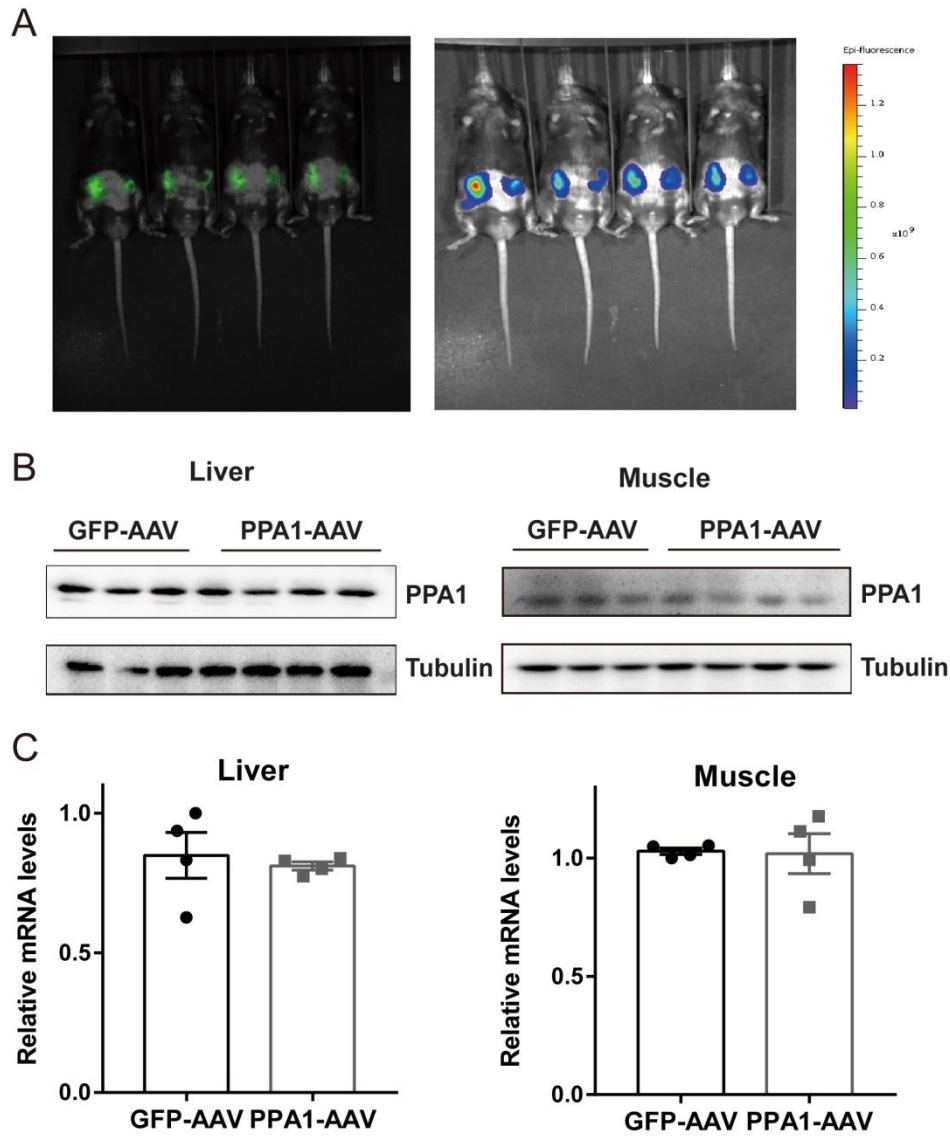 A
Epi-fluorescence
1.2
1.0
0.8
x10⁹
0.6
0.4
0.2
B
Liver
Muscle
GFP-AAV
PPA1-AAV
GFP-AAV
PPA1-AAV
PPA1
PPA1
Tubulin
Tubulin
C
Liver
Muscle
Relative mRNA levels
1.0
0.5
0.0
GFP-AAV
PPA1-AAV
Relative mRNA levels
1.0
0.5
0.0
GFP-AAV
PPA1-AAV